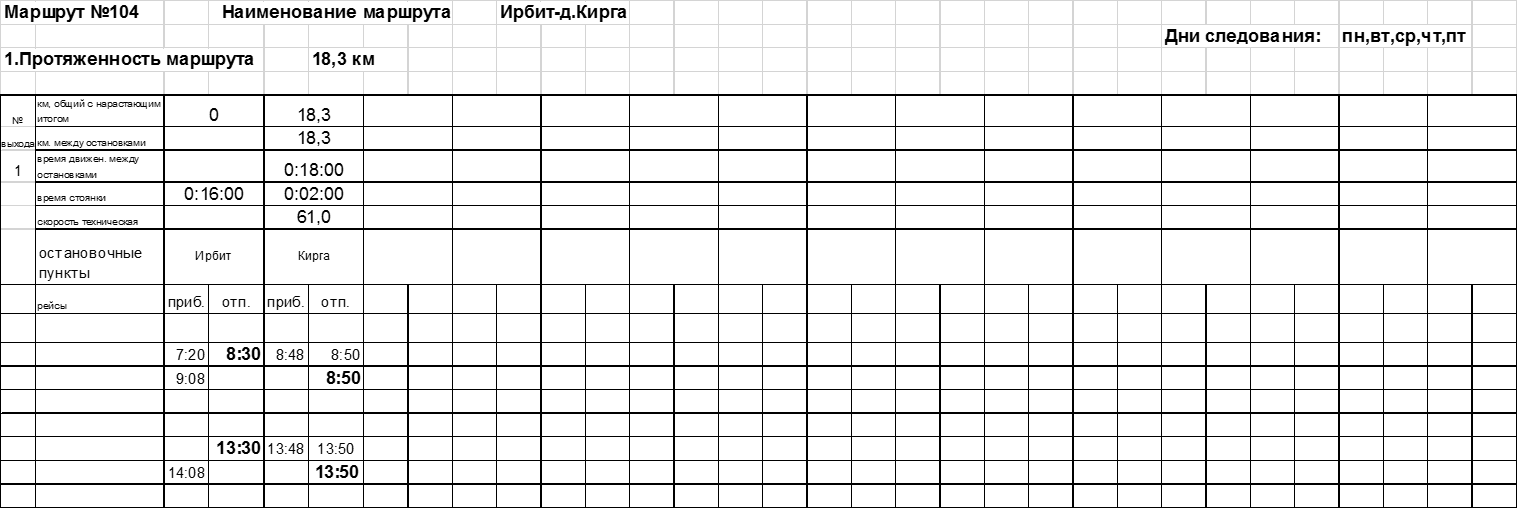 Маршрут №104 Наименование маршрута Ирбит-д.Кирга
Дни следования: пн,вт,ср,чт,пт
1.Протяженность маршрута 18,3 км
№ км, общий с нарастающим итогом 0 18,3
выхода км. между остановками 18,3
1 время движен. между остановками 0:18:00
время стоянки 0:16:00 0:02:00
скорость техническая 61,0
остановочные пункты Ирбит Кирга
рейсы приб. отп. приб. отп.
7:20 8:30 8:48 8:50
9:08 8:50
13:30 13:48 13:50
14:08 13:50